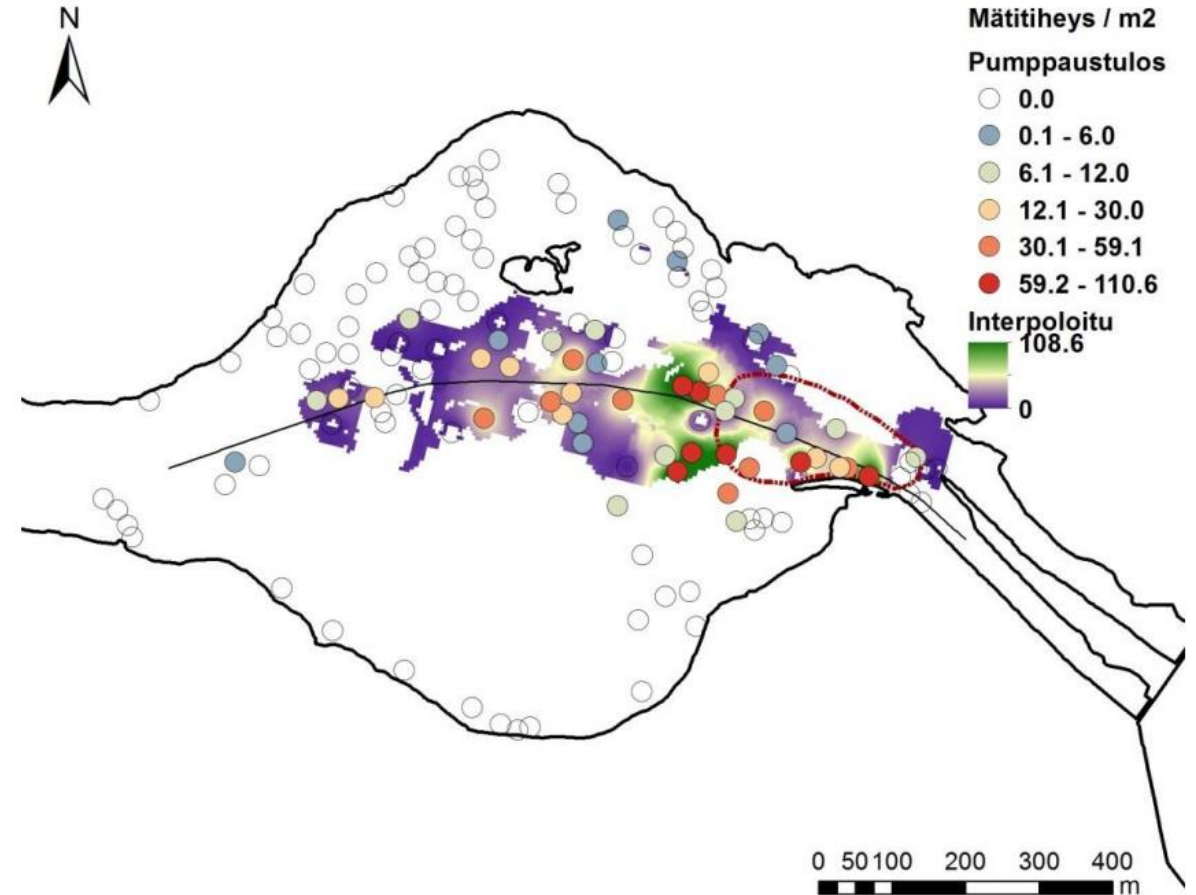 N
Mätitiheys / m2
Pumppaustulos
0.0
0.1 - 6.0
6.1 - 12.0
12.1 - 30.0
30.1 - 59.1
59.2 - 110.6
Interpoloitu
108.6
0
0 50 100 200 300 400
m